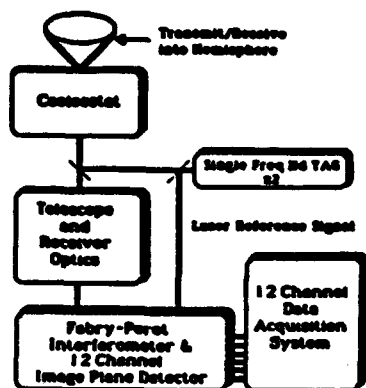 Transmit/Receive
into Hemisphere
Coelostat
Single Freq Nd YAG
x2
Telescope
and
Receiver
Optics
Laser Reference Signal
12 Channel
Data
Acquisition
System
Fabry-Perot
Interferometer &
12 Channel
Image Plane Detector